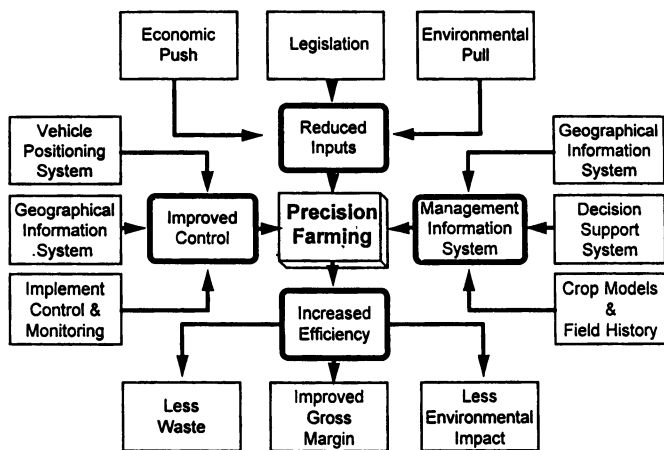 Economic
Push
Legislation
Environmental
Pull
Reduced
Inputs
Vehicle
Positioning
System
Geographical
Information
System
Geographical
Information
System
Improved
Control
Precision
Farming
Management
Information
System
Decision
Support
System
Implement
Control &
Monitoring
Increased
Efficiency
Crop Models
&
Field History
Less
Waste
Improved
Gross
Margin
Less
Environmental
Impact